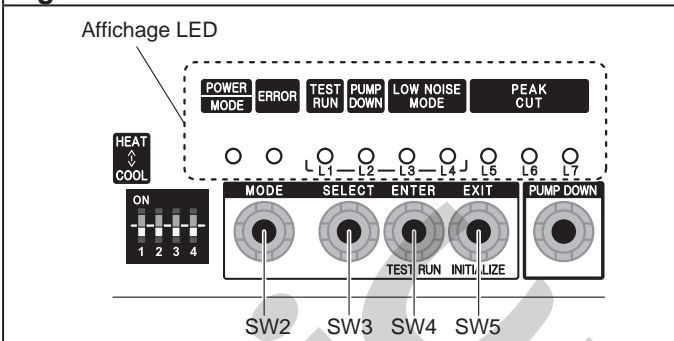 Affichage LED
POWER MODE ERROR TEST RUN PUMP DOWN LOW NOISE MODE PEAK CUT
HEAT
COOL
L1 L2 L3 L4 L5 L6 L7
ON
1 2 3 4
MODE SELECT ENTER EXIT PUMP DOWN
TEST RUN INITIALIZE
SW2 SW3 SW4 SW5